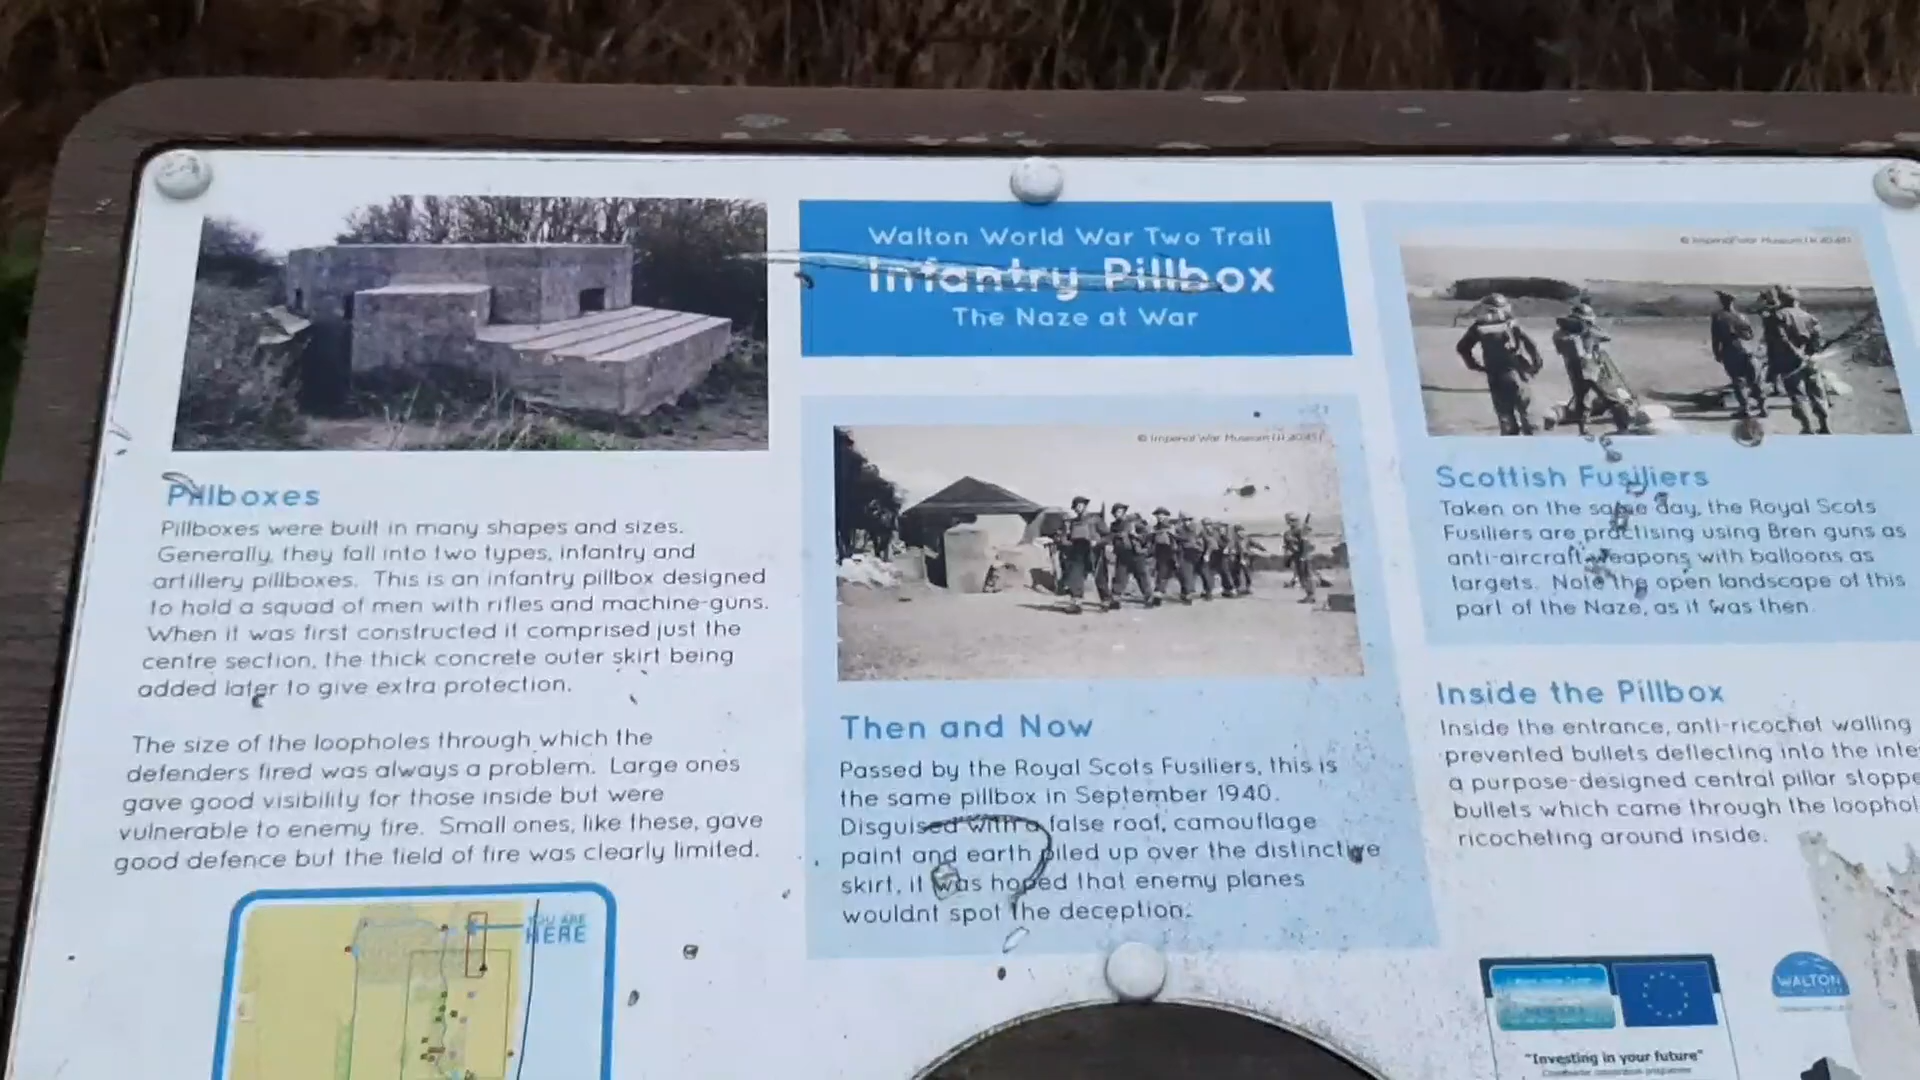 Walton World War Two Trail
Infantry Pillbox
The Naze at War
Pillboxes
Pillboxes were built in many shapes and sizes.
Generally, they fall into two types, infantry and
artillery pillboxes. This is an infantry pillbox designed
to hold a squad of men with rifles and machine-guns.
When it was first constructed it comprised just the
centre section, the thick concrete outer skirt being
added later to give extra protection.
The size of the loopholes through which the
defenders fired was always a problem. Large ones
gave good visibility for those inside but were
vulnerable to enemy fire. Small ones, like these, gave
good defence but the field of fire was clearly limited.
YOU ARE
HERE
© Imperial War Museum
Then and Now
Passed by the Royal Scots Fusiliers, this is
the same pillbox in September 1940.
Disguised with a false roof, camouflage
paint and earth piled up over the distinctive
skirt, it was hoped that enemy planes
wouldnt spot the deception.
© Imperial War Museum
Scottish Fusiliers
Taken on the same day, the Royal Scots
Fusiliers are practising using Bren guns as
anti-aircraft weapons with balloons as
targets. Note the open landscape of this
part of the Naze, as it was then.
Inside the Pillbox
Inside the entrance, anti-ricochet walling
prevented bullets deflecting into the inte
a purpose-designed central pillar stoppe
bullets which came through the loophol
ricocheting around inside.
"Investing in your future"
WALTON